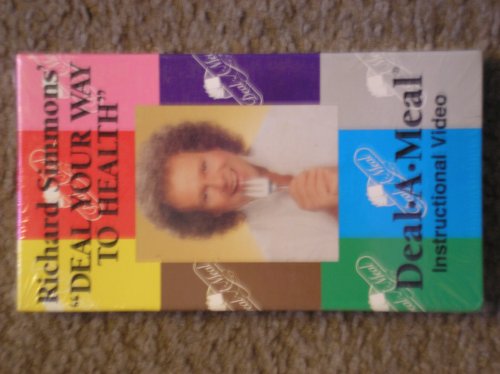 Richard Simmons'
"DEAL YOUR WAY
TO HEALTH"
Deal•A•Meal®
Instructional Video